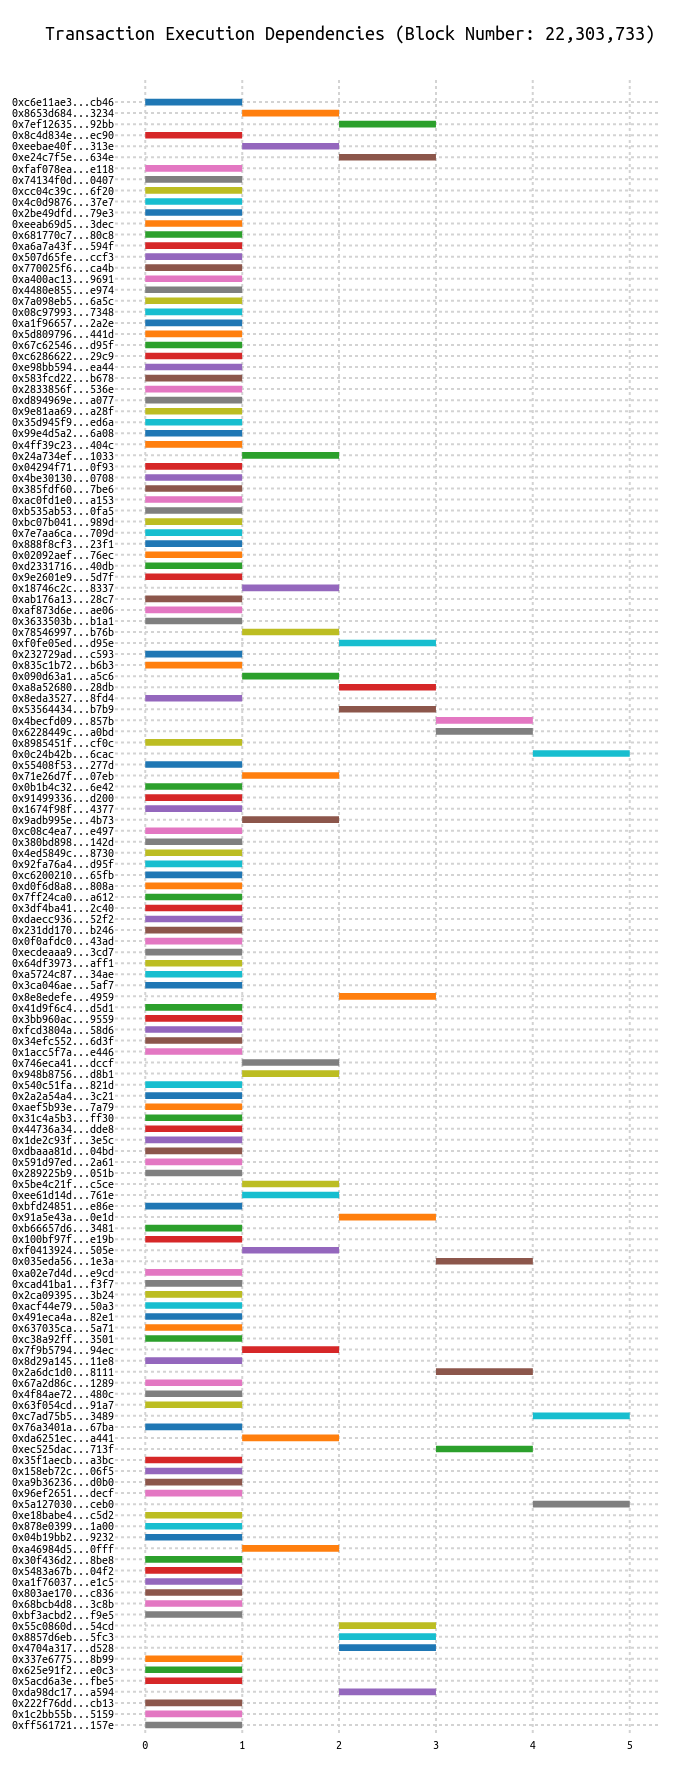 Transaction Execution Dependencies (Block Number: 22,303,733)
0xc6e11ae3...cb46
0x8653d684...3234
0x7ef12635...92bb
0x8c4d834e...ec90
0xeebae40f...313e
0xe24c7f5e...634e
0xfaf078ea...e118
0x74134f0d...0407
0xcc04c39c...6f20
0x4c0d9876...37e7
0x2be49dfd...79e3
0xeeab69d5...3dec
0x681770c7...80c8
0xa6a7a43f...594f
0x507d65fe...ccf3
0x770025f6...ca4b
0xa400ac13...9691
0x4480e855...e974
0x7a098eb5...6a5c
0x08c97993...7348
0xa1f96657...2a2e
0x5d809796...441d
0x67c62546...d95f
0xc6286622...29c9
0xe98bb594...ea44
0x583fcd22...b678
0x2833856f...536e
0xd894969e...a077
0x9e81aa69...a28f
0x35d945f9...ed6a
0x99e4d5a2...6a08
0x4ff39c23...404c
0x24a734ef...1033
0x04294f71...0f93
0x4be30130...0708
0x385fdf60...7be6
0xac0fd1e0...a153
0xb535ab53...0fa5
0xbc07b041...989d
0x7e7aa6ca...709d
0x888f8cf3...23f1
0x02092aef...76ec
0xd2331716...40db
0x9e2601e9...5d7f
0x18746c2c...8337
0xab176a13...28c7
0xaf873d6e...ae06
0x3633503b...b1a1
0x78546997...b76b
0xf0fe05ed...d95e
0x232729ad...c593
0x835c1b72...b6b3
0x090d63a1...a5c6
0xa8a52680...28db
0x8eda3527...8fd4
0x53564434...b7b9
0x4becfd09...857b
0x6228449c...a0bd
0x8985451f...cf0c
0x0c24b42b...6cac
0x55408f53...277d
0x71e26d7f...07eb
0x0b1b4c32...6e42
0x91499336...d200
0x1674f98f...4377
0x9adb995e...4b73
0xc08c4ea7...e497
0x380bd898...142d
0x4ed5849c...8730
0x92fa76a4...d95f
0xc6200210...65fb
0xd0f6d8a8...808a
0x7ff24ca0...a612
0x3df4ba41...2c40
0xdaecc936...52f2
0x231dd170...b246
0x0f0afdc0...43ad
0xecdeaaa9...3cd7
0x64df3973...aff1
0xa5724c87...34ae
0x3ca046ae...5af7
0x8e8edefe...4959
0x41d9f6c4...d5d1
0x3bb960ac...9559
0xfcd3804a...58d6
0x34efc552...6d3f
0x1acc5f7a...e446
0x746eca41...dccf
0x948b8756...d8b1
0x540c51fa...821d
0x2a2a54a4...3c21
0xaef5b93e...7a79
0x31c4a5b3...ff30
0x44736a34...dde8
0x1de2c93f...3e5c
0xdbaaa81d...04bd
0x591d97ed...2a61
0x289225b9...051b
0x5be4c21f...c5ce
0xee61d14d...761e
0xbfd24851...e86e
0x91a5e43a...0e1d
0xb66657d6...3481
0x100bf97f...e19b
0xf0413924...505e
0x035eda56...1e3a
0xa02e7d4d...e9cd
0xcad41ba1...f3f7
0x2ca09395...3b24
0xacf44e79...50a3
0x491eca4a...82e1
0x637035ca...5a71
0xc38a92ff...3501
0x7f9b5794...94ec
0x8d29a145...11e8
0x2a6dc1d0...8111
0x67a2d86c...1289
0x4f84ae72...480c
0x63f054cd...91a7
0xc7ad75b5...3489
0x76a3401a...67ba
0xda6251ec...a441
0xec525dac...713f
0x35f1aecb...a3bc
0x158eb72c...06f5
0xa9b36236...d0b0
0x96ef2651...decf
0x5a127030...ceb0
0xe18babe4...c5d2
0x878e0399...1a00
0x04b19bb2...9232
0xa46984d5...0fff
0x30f436d2...8be8
0x5483a67b...04f2
0xa1f76037...e1c5
0x803ae170...c836
0x68bcb4d8...3c8b
0xbf3acbd2...f9e5
0x55c0860d...54cd
0x8857d6eb...5fc3
0x4704a317...d528
0x337e6775...8b99
0x625e91f2...e0c3
0x5acd6a3e...fbe5
0xda98dc17...a594
0x222f76dd...cb13
0x1c2bb55b...5159
0xff561721...157e
0 1 2 3 4 5